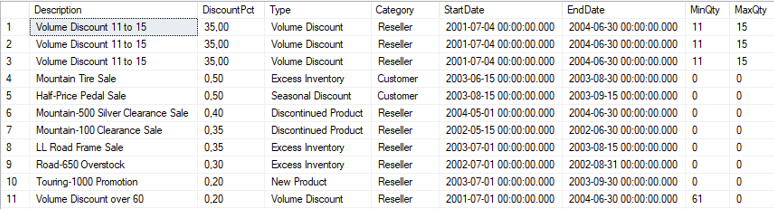 Description DiscountPct Type Category StartDate EndDate MinQty MaxQty
1 Volume Discount 11 to 15 35,00 Volume Discount Reseller 2001-07-04 00:00:00.000 2004-06-30 00:00:00.000 11 15
2 Volume Discount 11 to 15 35,00 Volume Discount Reseller 2001-07-04 00:00:00.000 2004-06-30 00:00:00.000 11 15
3 Volume Discount 11 to 15 35,00 Volume Discount Reseller 2001-07-04 00:00:00.000 2004-06-30 00:00:00.000 11 15
4 Mountain Tire Sale 0,50 Excess Inventory Customer 2003-06-15 00:00:00.000 2003-08-30 00:00:00.000 0 0
5 Half-Price Pedal Sale 0,50 Seasonal Discount Customer 2003-08-15 00:00:00.000 2003-09-15 00:00:00.000 0 0
6 Mountain-500 Silver Clearance Sale 0,40 Discontinued Product Reseller 2004-05-01 00:00:00.000 2004-06-30 00:00:00.000 0 0
7 Mountain-100 Clearance Sale 0,35 Discontinued Product Reseller 2002-05-15 00:00:00.000 2002-06-30 00:00:00.000 0 0
8 LL Road Frame Sale 0,35 Excess Inventory Reseller 2003-07-01 00:00:00.000 2003-08-15 00:00:00.000 0 0
9 Road-650 Overstock 0,30 Excess Inventory Reseller 2002-07-01 00:00:00.000 2002-08-31 00:00:00.000 0 0
10 Touring-1000 Promotion 0,20 New Product Reseller 2003-07-01 00:00:00.000 2003-09-30 00:00:00.000 0 0
11 Volume Discount over 60 0,20 Volume Discount Reseller 2001-07-01 00:00:00.000 2004-06-30 00:00:00.000 61 0